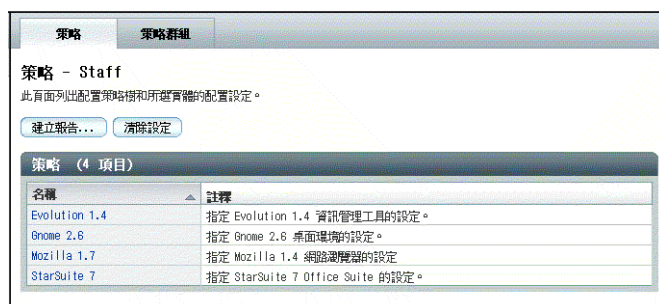 策略 策略群組
策略 - Staff
此頁面列出配置策略樹和所選實體的配置設定。
建立報告... 清除設定
策略 (4 項目)
名稱 註釋
Evolution 1.4 指定 Evolution 1.4 資訊管理工具的設定。
Gnome 2.6 指定 Gnome 2.6 桌面環境的設定。
Mozilla 1.7 指定 Mozilla 1.4 網路瀏覽器的設定
StarSuite 7 指定 StarSuite 7 Office Suite 的設定。